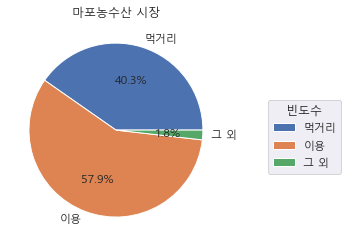 마포농수산 시장
먹거리
40.3%
1.8%
그 외
57.9%
이용
빈도수
먹거리
이용
그 외